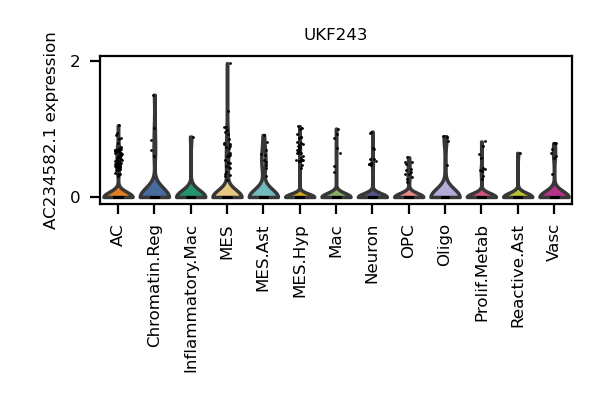 UKF243
AC234582.1 expression
2
0
AC
Chromatin.Reg
Inflammatory.Mac
MES
MES.Ast
MES.Hyp
Mac
Neuron
OPC
Oligo
Prolif.Metab
Reactive.Ast
Vasc